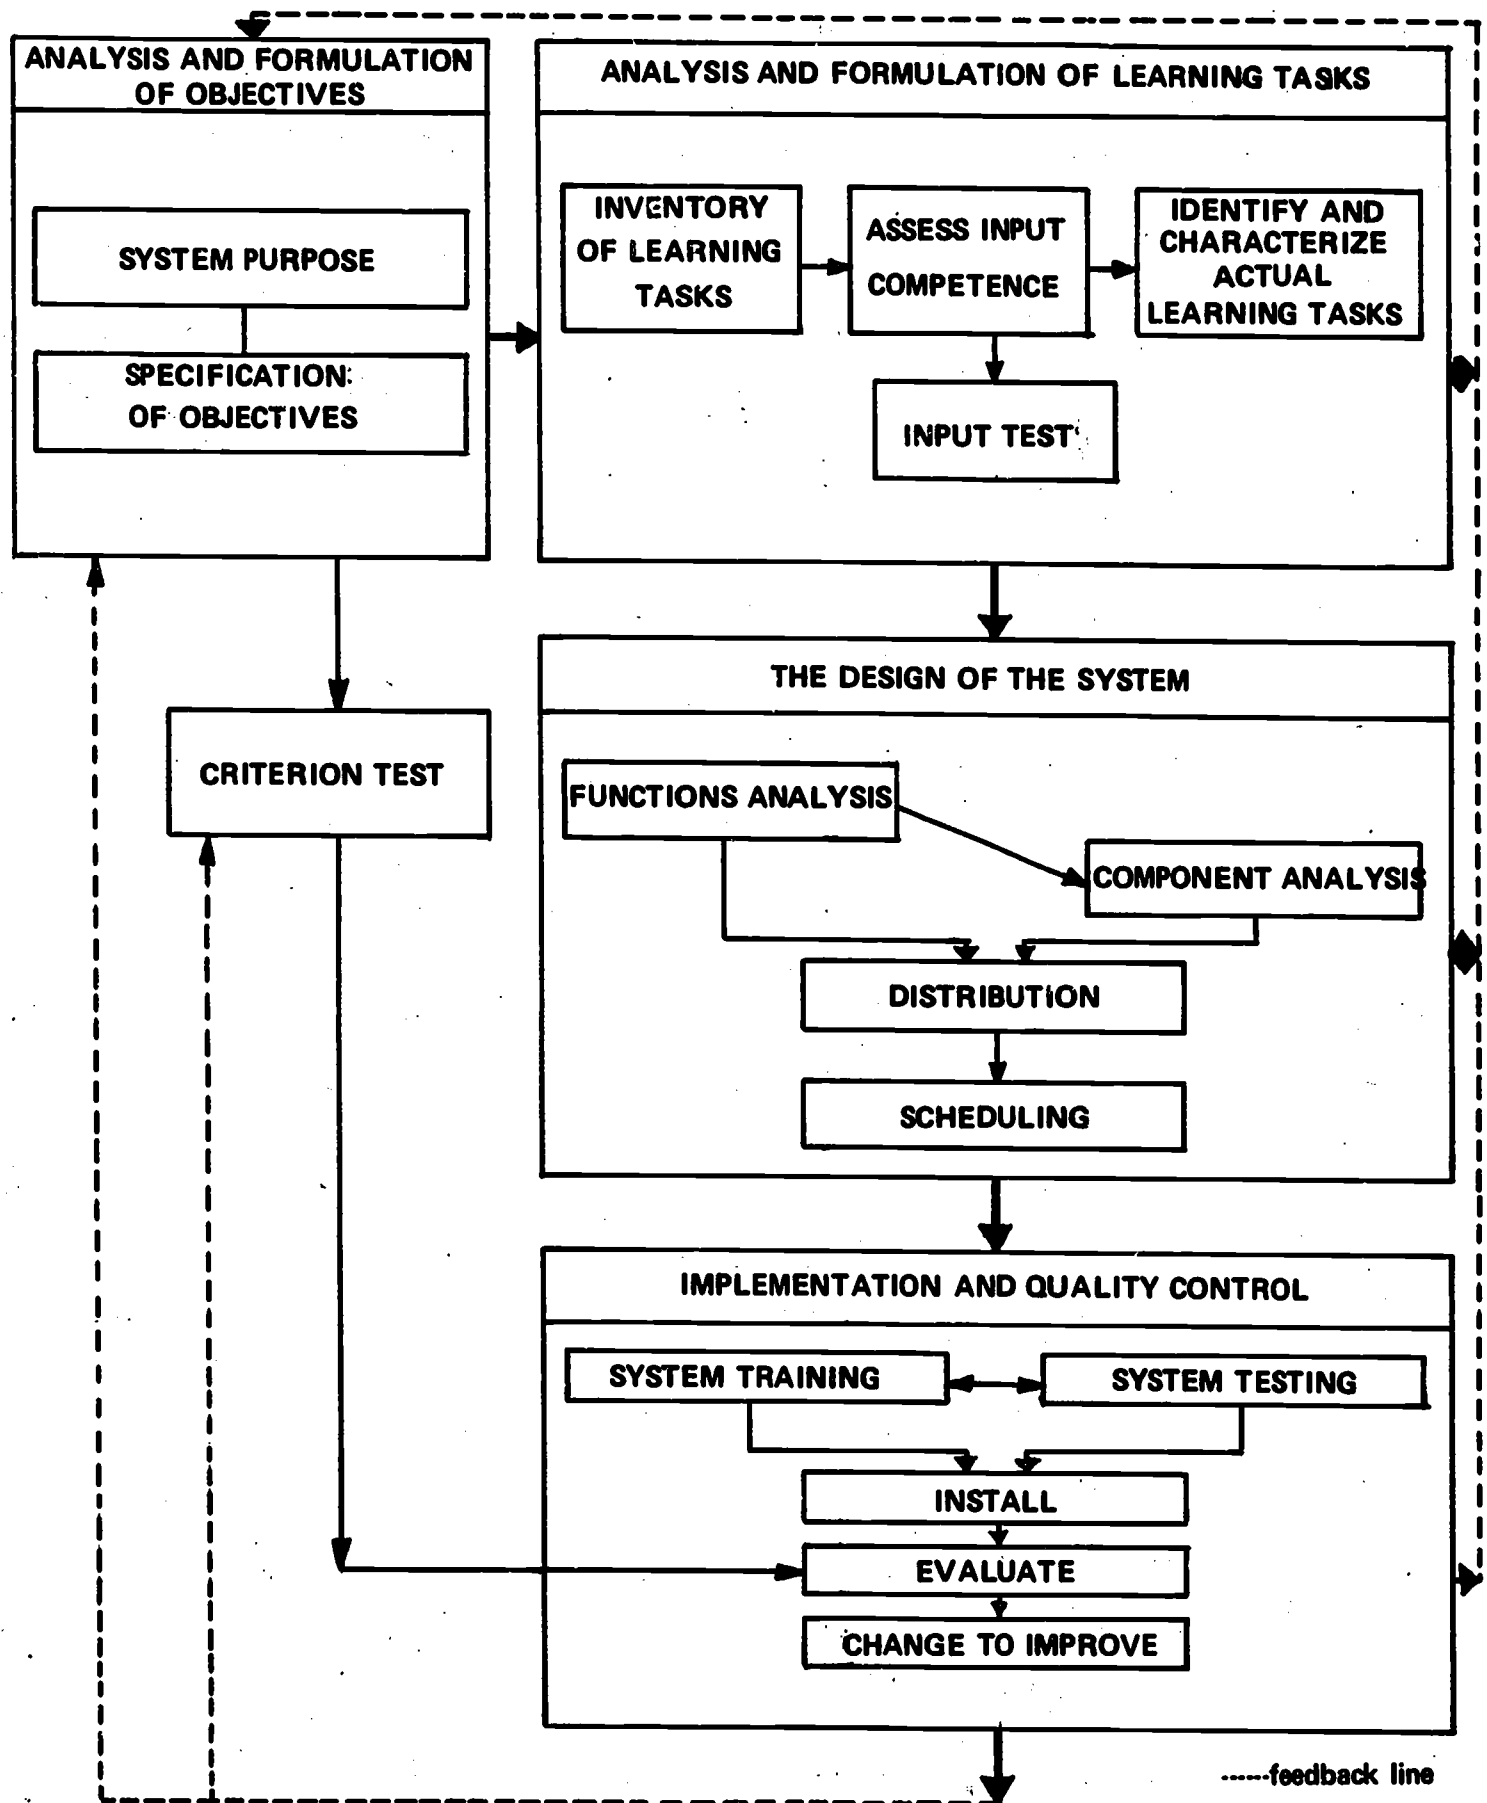 ANALYSIS AND FORMULATION
OF OBJECTIVES
SYSTEM PURPOSE
SPECIFICATION
OF OBJECTIVES
ANALYSIS AND FORMULATION OF LEARNING TASKS
INVENTORY
OF LEARNING
TASKS
ASSESS INPUT
COMPETENCE
IDENTIFY AND
CHARACTERIZE
ACTUAL
LEARNING TASKS
INPUT TEST
CRITERION TEST
THE DESIGN OF THE SYSTEM
FUNCTIONS ANALYSIS
COMPONENT ANALYSIS
DISTRIBUTION
SCHEDULING
IMPLEMENTATION AND QUALITY CONTROL
SYSTEM TRAINING
SYSTEM TESTING
INSTALL
EVALUATE
CHANGE TO IMPROVE
------feedback line